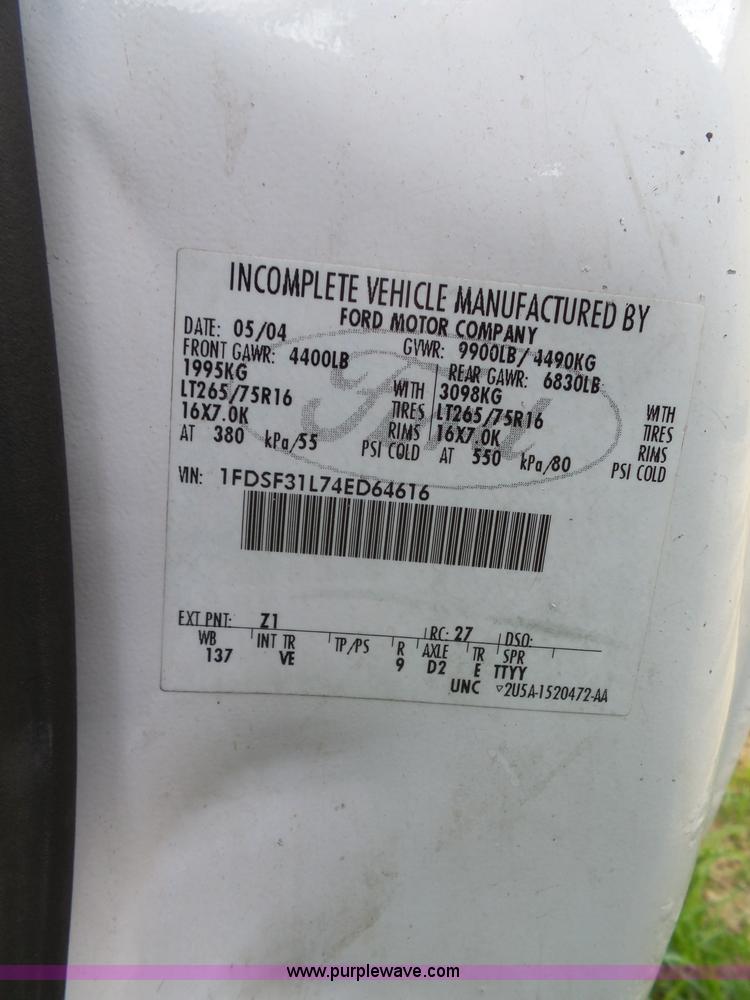 INCOMPLETE VEHICLE MANUFACTURED BY
FORD MOTOR COMPANY
DATE: 05/04 GVWR: 9900LB/ 4490KG
FRONT GAWR: 4400LB REAR GAWR: 6830LB
1995KG WITH 3098KG WITH
LT265/75R16 TIRES LT265/75R16 TIRES
16X7.0K RIMS 16X7.0K RIMS
AT 380 kPa/55 PSI COLD AT 550 kPa/80 PSI COLD
VIN: 1FDSF31L74ED64616
Ford
EXT PNT: Z1 RC: 27 DSO:
WB INT TR TP/PS R AXLE TR SPR
137 VE 9 D2 E TTYY
UNC ▽2U5A-1520472-AA
www.purplewave.com